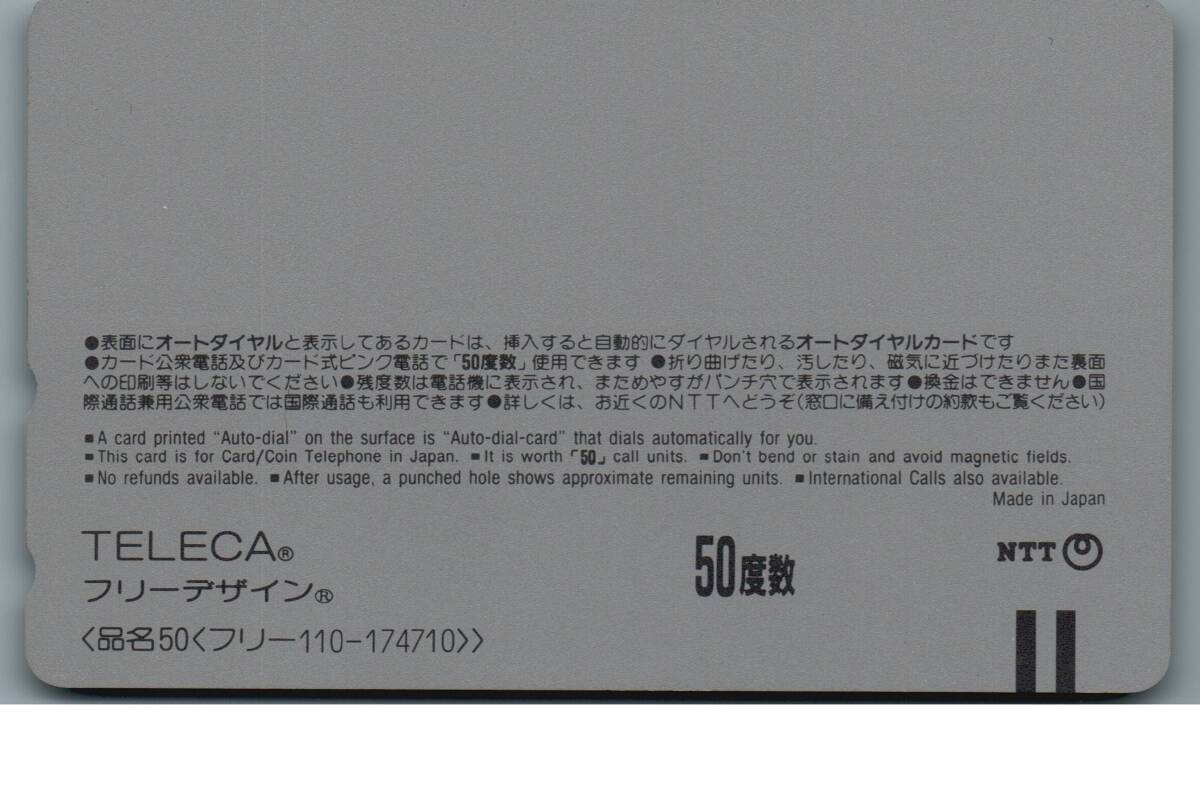 ●表面にオートダイヤルと表示してあるカードは、挿入すると自動的にダイヤルされるオートダイヤルカードです
●カード公衆電話及びカード式ピンク電話で「50度数」使用できます ●折り曲げたり、汚したり、磁気に近づけたりまた裏面
への印刷等はしないでください●残度数は電話機に表示され、まためやすがパンチ穴で表示されます●換金はできません●国
際通話兼用公衆電話では国際通話も利用できます●詳しくは、お近くのNTTへどうぞ(窓口に備え付けの約款もご覧ください)
■A card printed “Auto-dial” on the surface is “Auto-dial-card” that dials automatically for you.
■This card is for Card/Coin Telephone in Japan. ■It is worth「50」call units. ■Don't bend or stain and avoid magnetic fields.
■No refunds available. ■After usage, a punched hole shows approximate remaining units. ■International Calls also available.
Made in Japan
TELECA®
フリーデザイン®
50度数
NTT
〈品名50〈フリー110-174710〉〉